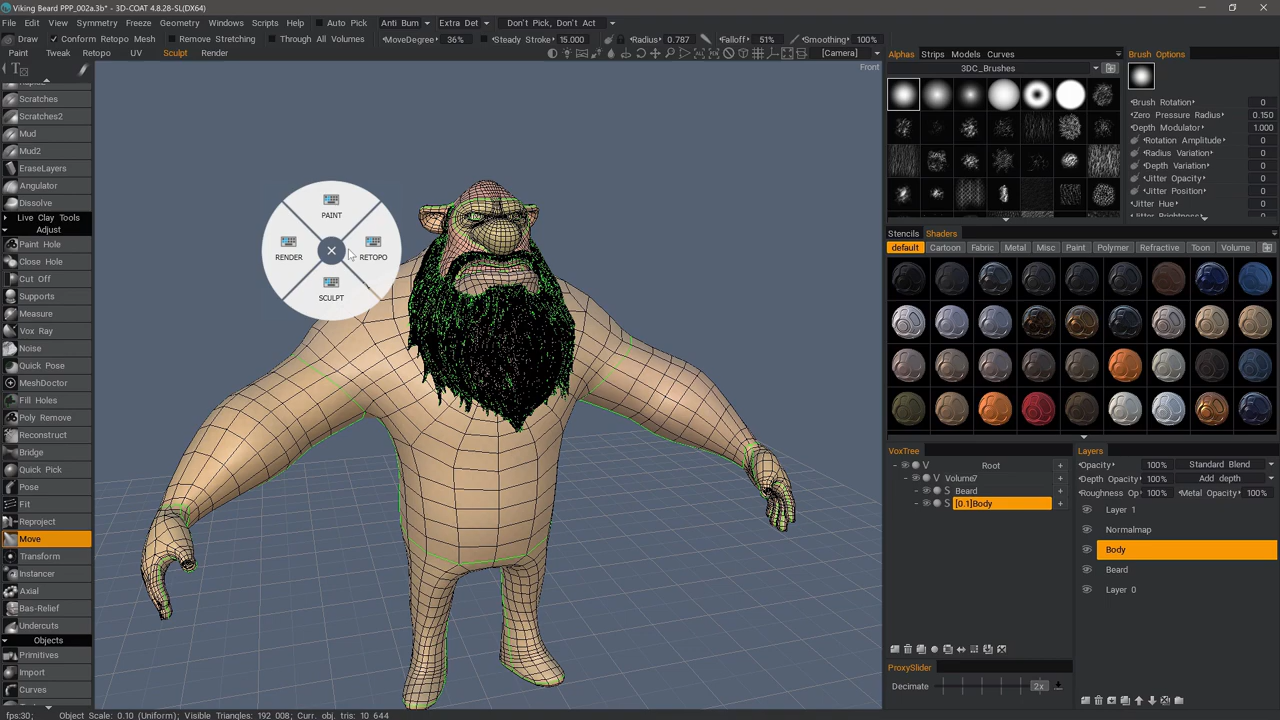 Viking Beard PPP_002a.3b* - 3D-COAT 4.8.28-SL(DX64)
File Edit View Symmetry Freeze Geometry Windows Scripts Help Auto Pick Anti Bum Extra Det Don't Pick, Don't Act
Draw Conform Retopo Mesh Remove Stretching Through All Volumes MoveDegree 36% Steady Stroke 15.000 Radius 0.787 Falloff 51% Smoothing 100%
Paint Tweak Retopo UV Sculpt Render [Camera]
Front
Scratches
Scratches2
Mud
Mud2
EraseLayers
Angulator
Dissolve
Live Clay Tools
Adjust
Paint Hole
Close Hole
Cut Off
Supports
Measure
Vox Ray
Noise
Quick Pose
MeshDoctor
Fill Holes
Poly Remove
Reconstruct
Bridge
Quick Pick
Pose
Fit
Reproject
Move
Transform
Instancer
Axial
Bas-Relief
Undercuts
Objects
Primitives
Import
Curves
PAINT
RENDER RETOPO
SCULPT
Alphas Strips Models Curves
3DC_Brushes
Brush Options
Brush Rotation 0
Zero Pressure Radius 0.150
Depth Modulator 1.000
Rotation Amplitude 0
Radius Variation 0
Depth Variation 0
Jitter Opacity 0
Jitter Position 0
Jitter Hue 0
Jitter Brightness
Stencils Shaders
default Cartoon Fabric Metal Misc Paint Polymer Refractive Toon Volume
VoxTree
V Root +
V Volume7 +
S Beard +
S [0.1]Body +
Layers
Opacity 100% Standard Blend
Depth Opacity 100% Add depth
Roughness Op 100% Metal Opacity 100%
Layer 1
Normalmap
Body
Beard
Layer 0
ProxySlider
Decimate 2x
fps:30; Object Scale: 0.10 (Uniform); Visible Triangles: 192 008; Curr. obj. tris: 10 644